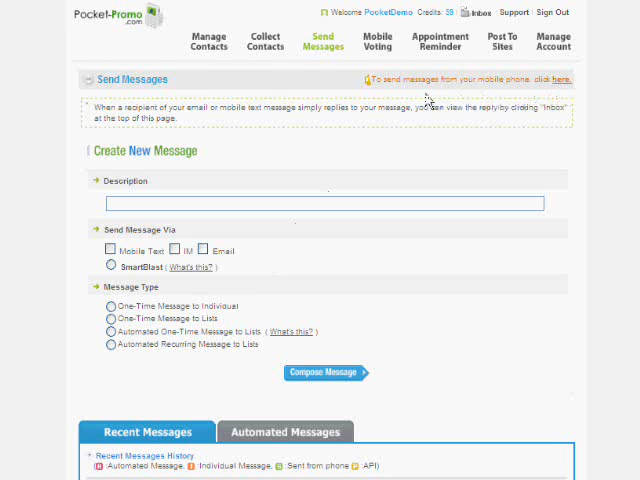 Pocket-Promo
.com
Welcome PocketDemo Credits: 59 Inbox Support Sign Out
Manage Contacts
Collect Contacts
Send Messages
Mobile Voting
Appointment Reminder
Post To Sites
Manage Account
Send Messages
To send messages from your mobile phone, click here.
When a recipient of your email or mobile text message simply replies to your message, you can view the reply by clicking "Inbox"
at the top of this page.
Create New Message
Description
Send Message Via
Mobile Text IM Email
SmartBlast ( What's this? )
Message Type
One-Time Message to Individual
One-Time Message to Lists
Automated One-Time Message to Lists ( What's this? )
Automated Recurring Message to Lists
Compose Message
Recent Messages Automated Messages
Recent Messages History
( :Automated Message, :Individual Message, :Sent from phone :API)